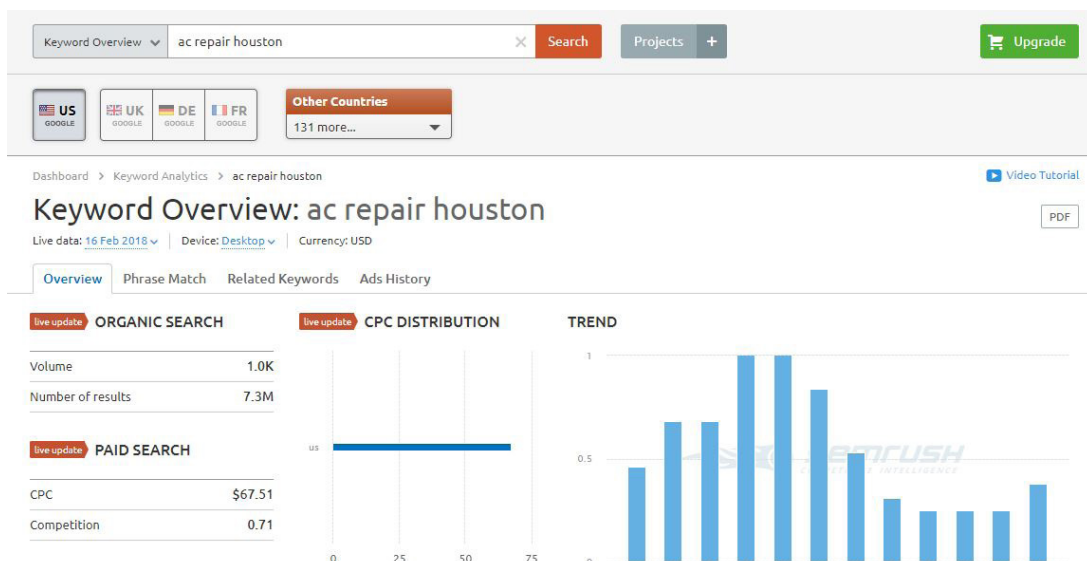 Keyword Overview ac repair houston × Search Projects + Upgrade
US GOOGLE UK GOOGLE DE GOOGLE FR GOOGLE
Other Countries
131 more...
Dashboard > Keyword Analytics > ac repair houston Video Tutorial
Keyword Overview: ac repair houston
PDF
Live data: 16 Feb 2018 Device: Desktop Currency: USD
Overview Phrase Match Related Keywords Ads History
live update ORGANIC SEARCH
Volume 1.0K
Number of results 7.3M
live update PAID SEARCH
CPC $67.51
Competition 0.71
live update CPC DISTRIBUTION
us
0 25 50 75
TREND
1
0.5
semrush
COMPETITIVE INTELLIGENCE